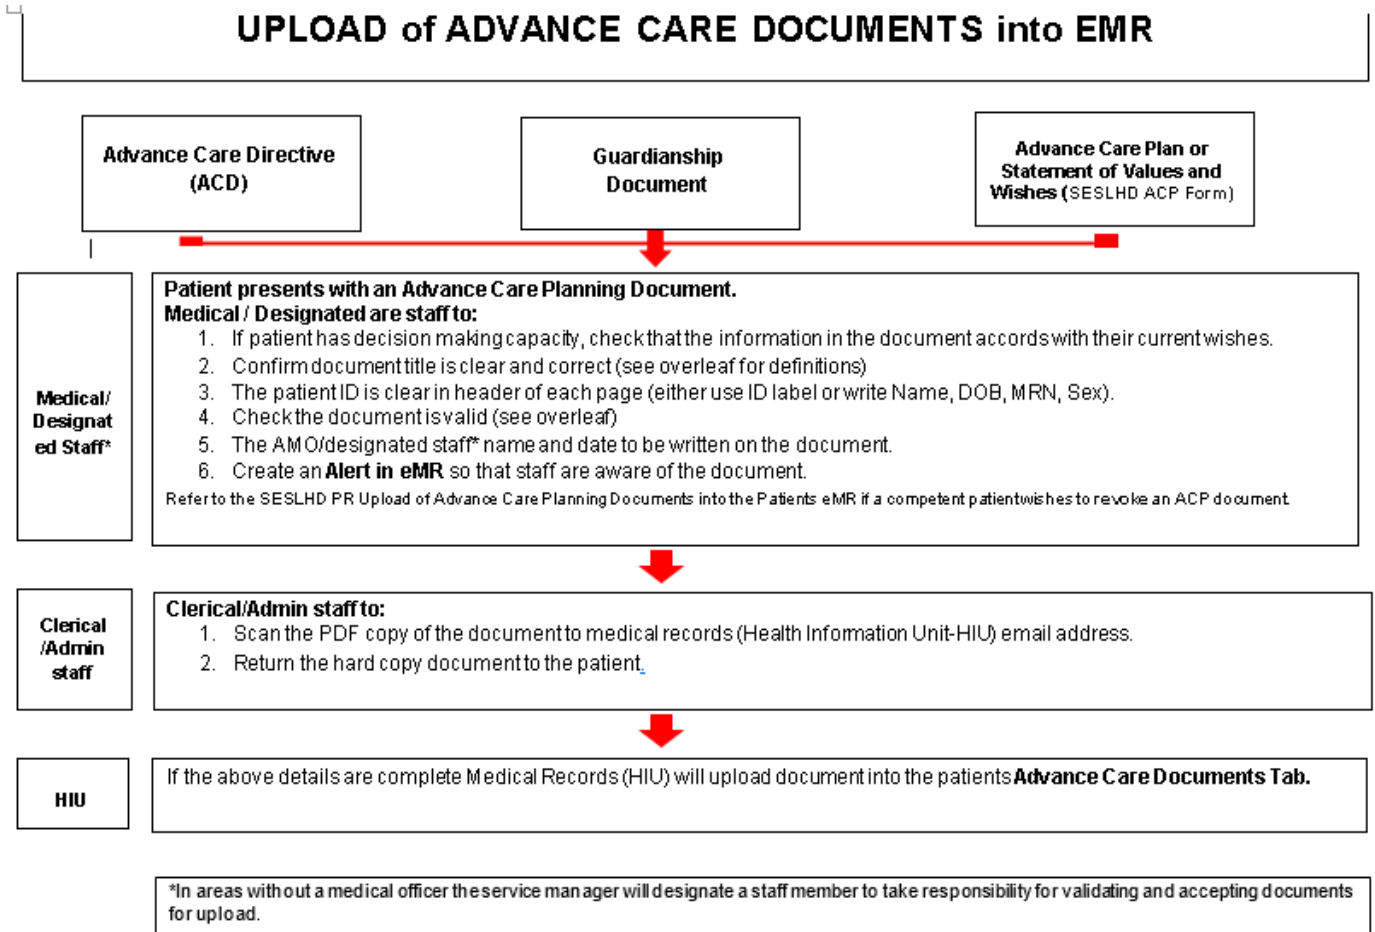 UPLOAD of ADVANCE CARE DOCUMENTS into EMR
Advance Care Directive
(ACD)
Guardianship
Document
Advance Care Plan or
Statement of Values and
Wishes (SESLHD ACP Form)
Medical/
Designat
ed Staff*
Patient presents with an Advance Care Planning Document.
Medical / Designated are staff to:
1. If patient has decision making capacity, check that the information in the document accords with their current wishes.
2. Confirm document title is clear and correct (see overleaf for definitions)
3. The patient ID is clear in header of each page (either use ID label or write Name, DOB, MRN, Sex).
4. Check the document is valid (see overleaf)
5. The AMO/designated staff* name and date to be written on the document.
6. Create an Alert in eMR so that staff are aware of the document.
Refer to the SESLHD PR Upload of Advance Care Planning Documents into the Patients eMR if a competent patient wishes to revoke an ACP document.
Clerical
/Admin
staff
Clerical/Admin staff to:
1. Scan the PDF copy of the document to medical records (Health Information Unit-HIU) email address.
2. Return the hard copy document to the patient.
HIU
If the above details are complete Medical Records (HIU) will upload document into the patients Advance Care Documents Tab.
*In areas without a medical officer the service manager will designate a staff member to take responsibility for validating and accepting documents
for upload.